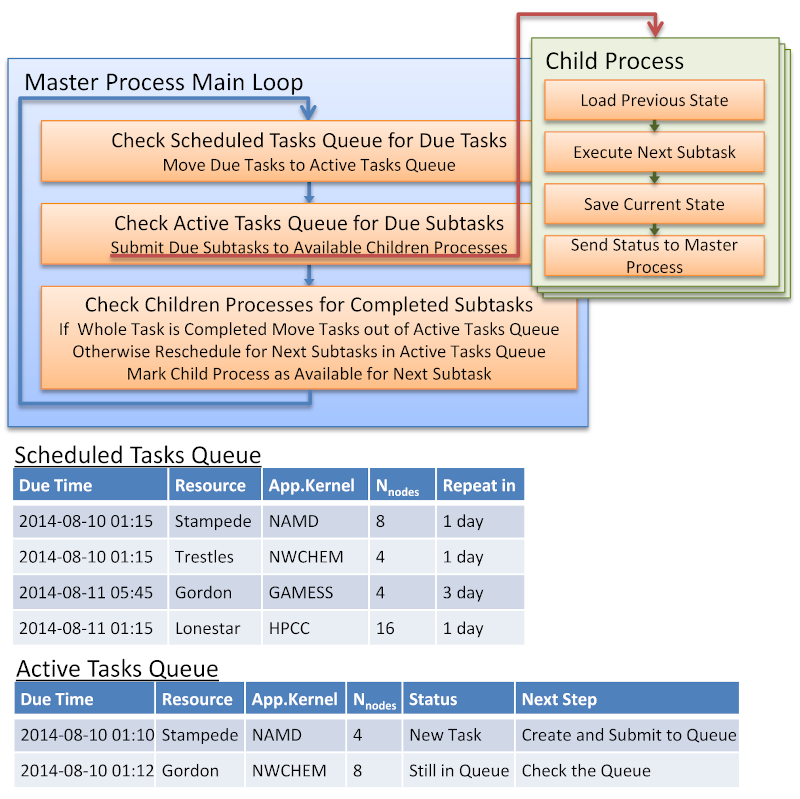 Master Process Main Loop
Check Scheduled Tasks Queue for Due Tasks
Move Due Tasks to Active Tasks Queue
Check Active Tasks Queue for Due Subtasks
Submit Due Subtasks to Available Children Processes
Check Children Processes for Completed Subtasks
If Whole Task is Completed Move Tasks out of Active Tasks Queue
Otherwise Reschedule for Next Subtasks in Active Tasks Queue
Mark Child Process as Available for Next Subtask
Child Process
Load Previous State
Execute Next Subtask
Save Current State
Send Status to Master
Process
Scheduled Tasks Queue
Due Time Resource App.Kernel Nnodes Repeat in
2014-08-10 01:15 Stampede NAMD 8 1 day
2014-08-10 01:15 Trestles NWCHEM 4 1 day
2014-08-11 05:45 Gordon GAMESS 4 3 day
2014-08-11 01:15 Lonestar HPCC 16 1 day
Active Tasks Queue
Due Time Resource App.Kernel Nnodes Status Next Step
2014-08-10 01:10 Stampede NAMD 4 New Task Create and Submit to Queue
2014-08-10 01:12 Gordon NWCHEM 8 Still in Queue Check the Queue